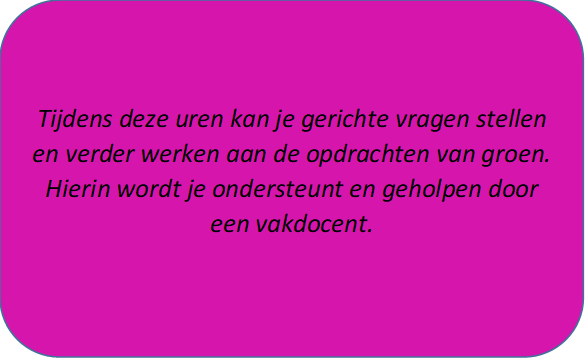 Tijdens deze uren kan je gerichte vragen stellen
en verder werken aan de opdrachten van groen.
Hierin wordt je ondersteunt en geholpen door
een vakdocent.